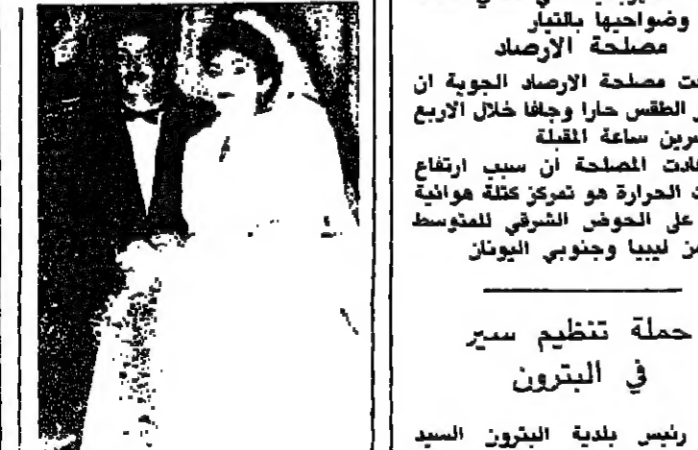 وضواحيها بالتيار
مصلحة الارصاد
مصلحة الارصاد الجوية ان
الطقس حارا وجافا خلال الاربع
ساعة المقبلة
المصلحة ان سبب ارتفاع
الحرارة هو تمركز كتلة هوائية
على الحوض الشرقي للمتوسط
ليبيا وجنوبي اليونان
حملة تنظيم سير
في البترون
رئيس بلدية البترون السيد